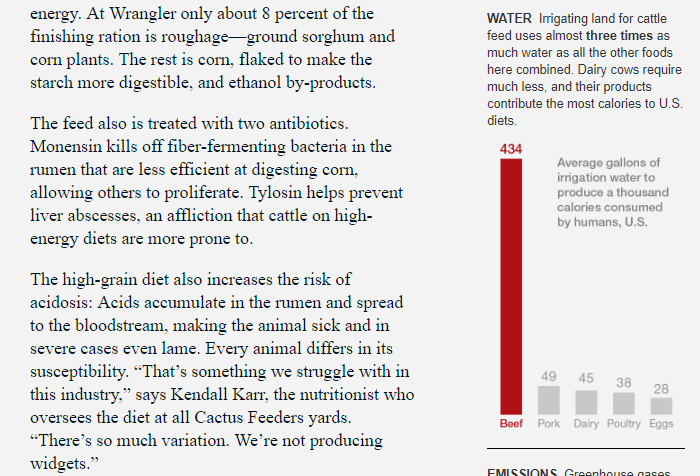 energy. At Wrangler only about 8 percent of the
finishing ration is roughage—ground sorghum and
corn plants. The rest is corn, flaked to make the
starch more digestible, and ethanol by-products.
The feed also is treated with two antibiotics.
Monensin kills off fiber-fermenting bacteria in the
rumen that are less efficient at digesting corn,
allowing others to proliferate. Tylosin helps prevent
liver abscesses, an affliction that cattle on high-
energy diets are more prone to.
The high-grain diet also increases the risk of
acidosis: Acids accumulate in the rumen and spread
to the bloodstream, making the animal sick and in
severe cases even lame. Every animal differs in its
susceptibility. “That’s something we struggle with in
this industry,” says Kendall Karr, the nutritionist who
oversees the diet at all Cactus Feeders yards.
“There’s so much variation. We’re not producing
widgets.”
WATER Irrigating land for cattle
feed uses almost three times as
much water as all the other foods
here combined. Dairy cows require
much less, and their products
contribute the most calories to U.S.
diets.
434
Average gallons of
irrigation water to
produce a thousand
calories consumed
by humans, U.S.
49 45 38 28
Beef Pork Dairy Poultry Eggs
EMISSIONS Greenhouse gases